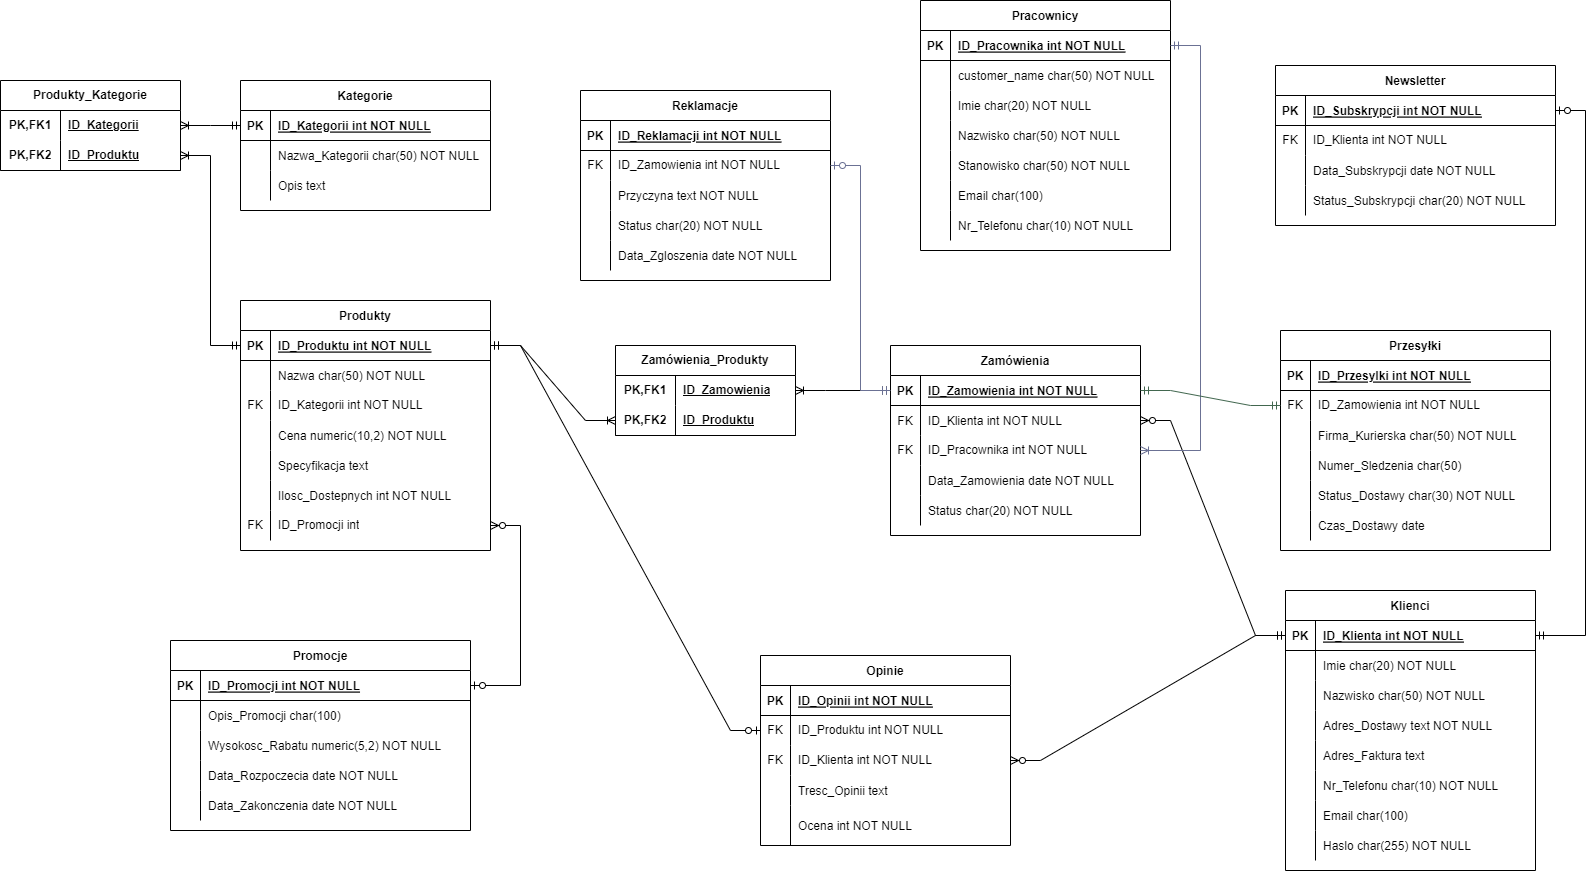 Pracownicy
PK ID_Pracownika int NOT NULL
customer_name char(50) NOT NULL
Imie char(20) NOT NULL
Nazwisko char(50) NOT NULL
Stanowisko char(50) NOT NULL
Email char(100)
Nr_Telefonu char(10) NOT NULL
Produkty_Kategorie
PK,FK1 ID_Kategorii
PK,FK2 ID_Produktu
Kategorie
PK ID_Kategorii int NOT NULL
Nazwa_Kategorii char(50) NOT NULL
Opis text
Reklamacje
PK ID_Reklamacji int NOT NULL
FK ID_Zamowienia int NOT NULL
Przyczyna text NOT NULL
Status char(20) NOT NULL
Data_Zgloszenia date NOT NULL
Newsletter
PK ID_Subskrypcji int NOT NULL
FK ID_Klienta int NOT NULL
Data_Subskrypcji date NOT NULL
Status_Subskrypcji char(20) NOT NULL
Produkty
PK ID_Produktu int NOT NULL
Nazwa char(50) NOT NULL
FK ID_Kategorii int NOT NULL
Cena numeric(10,2) NOT NULL
Specyfikacja text
Ilosc_Dostepnych int NOT NULL
FK ID_Promocji int
Zamówienia_Produkty
PK,FK1 ID_Zamowienia
PK,FK2 ID_Produktu
Zamówienia
PK ID_Zamowienia int NOT NULL
FK ID_Klienta int NOT NULL
FK ID_Pracownika int NOT NULL
Data_Zamowienia date NOT NULL
Status char(20) NOT NULL
Przesyłki
PK ID_Przesylki int NOT NULL
FK ID_Zamowienia int NOT NULL
Firma_Kurierska char(50) NOT NULL
Numer_Sledzenia char(50)
Status_Dostawy char(30) NOT NULL
Czas_Dostawy date
Promocje
PK ID_Promocji int NOT NULL
Opis_Promocji char(100)
Wysokosc_Rabatu numeric(5,2) NOT NULL
Data_Rozpoczecia date NOT NULL
Data_Zakonczenia date NOT NULL
Opinie
PK ID_Opinii int NOT NULL
FK ID_Produktu int NOT NULL
FK ID_Klienta int NOT NULL
Tresc_Opinii text
Ocena int NOT NULL
Klienci
PK ID_Klienta int NOT NULL
Imie char(20) NOT NULL
Nazwisko char(50) NOT NULL
Adres_Dostawy text NOT NULL
Adres_Faktura text
Nr_Telefonu char(10) NOT NULL
Email char(100)
Haslo char(255) NOT NULL